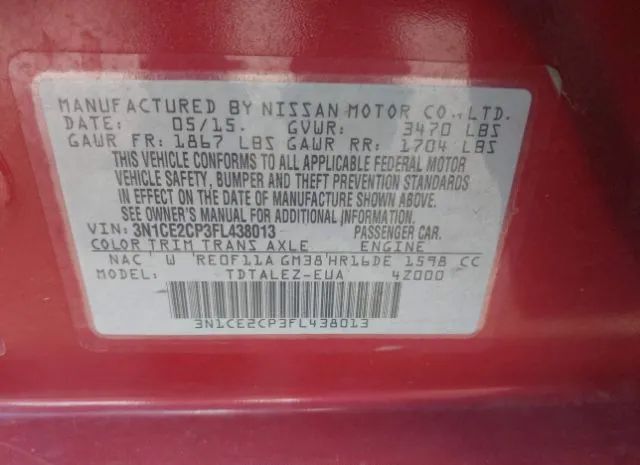 MANUFACTURED BY NISSAN MOTOR CO., LTD.
DATE: 05/15. GVWR: 3470 LBS
GAWR FR: 1867 LBS GAWR RR: 1704 LBS
THIS VEHICLE CONFORMS TO ALL APPLICABLE FEDERAL MOTOR
VEHICLE SAFETY, BUMPER AND THEFT PREVENTION STANDARDS
IN EFFECT ON THE DATE OF MANUFACTURE SHOWN ABOVE.
SEE OWNER'S MANUAL FOR ADDITIONAL INFORMATION.
VIN: 3N1CE2CP3FL438013 PASSENGER CAR.
COLOR TRIM TRANS AXLE ENGINE
NAC W RE0F11A GM38 HR16DE 1598 CC
MODEL: TDTALEZ-EUA 4Z000
3N1CE2CP3FL438013